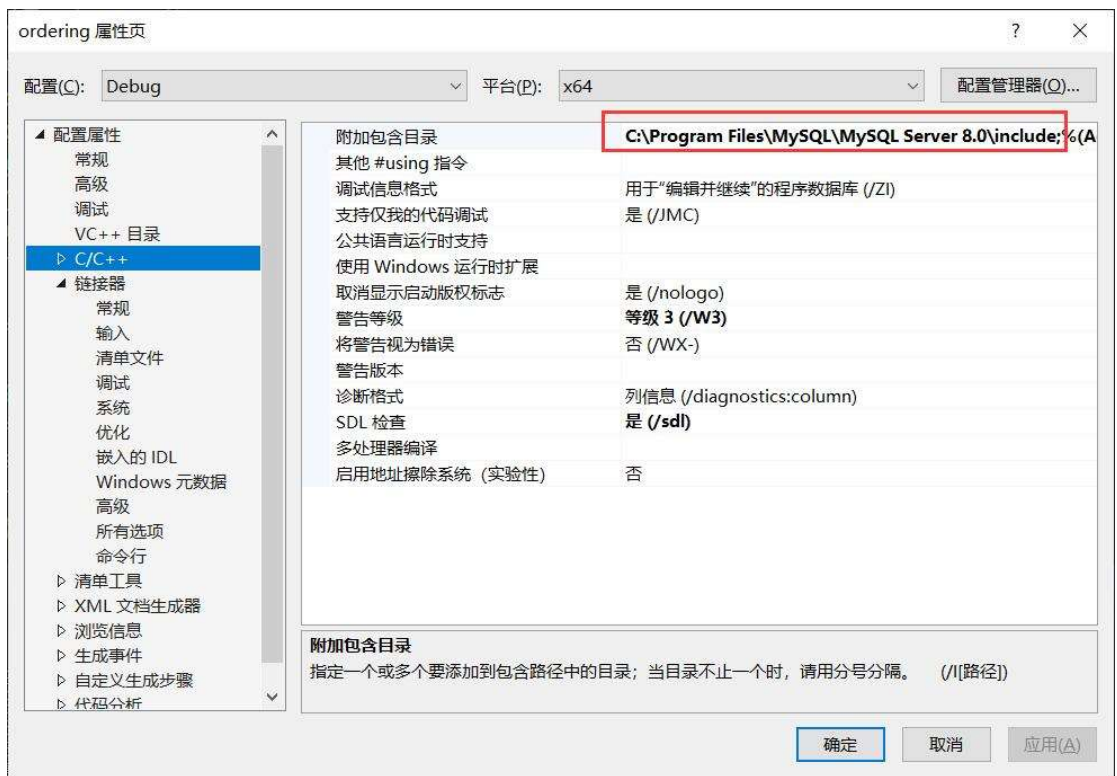 ordering 属性页
?
配置(C): Debug 平台(P): x64 配置管理器(O)...
配置属性
常规
高级
调试
VC++ 目录
C/C++
链接器
常规
输入
清单文件
调试
系统
优化
嵌入的 IDL
Windows 元数据
高级
所有选项
命令行
清单工具
XML 文档生成器
浏览信息
生成事件
自定义生成步骤
代码分析
附加包含目录 C:\Program Files\MySQL\MySQL Server 8.0\include;%(A
其他 #using 指令
调试信息格式 用于“编辑并继续”的程序数据库 (/ZI)
支持仅我的代码调试 是 (/JMC)
公共语言运行时支持
使用 Windows 运行时扩展
取消显示启动版权标志 是 (/nologo)
警告等级 等级 3 (/W3)
将警告视为错误 否 (/WX-)
警告版本
诊断格式 列信息 (/diagnostics:column)
SDL 检查 是 (/sdl)
多处理器编译
启用地址擦除系统 (实验性) 否
附加包含目录
指定一个或多个要添加到包含路径中的目录；当目录不止一个时，请用分号分隔。 (/I[路径])
确定 取消 应用(A)